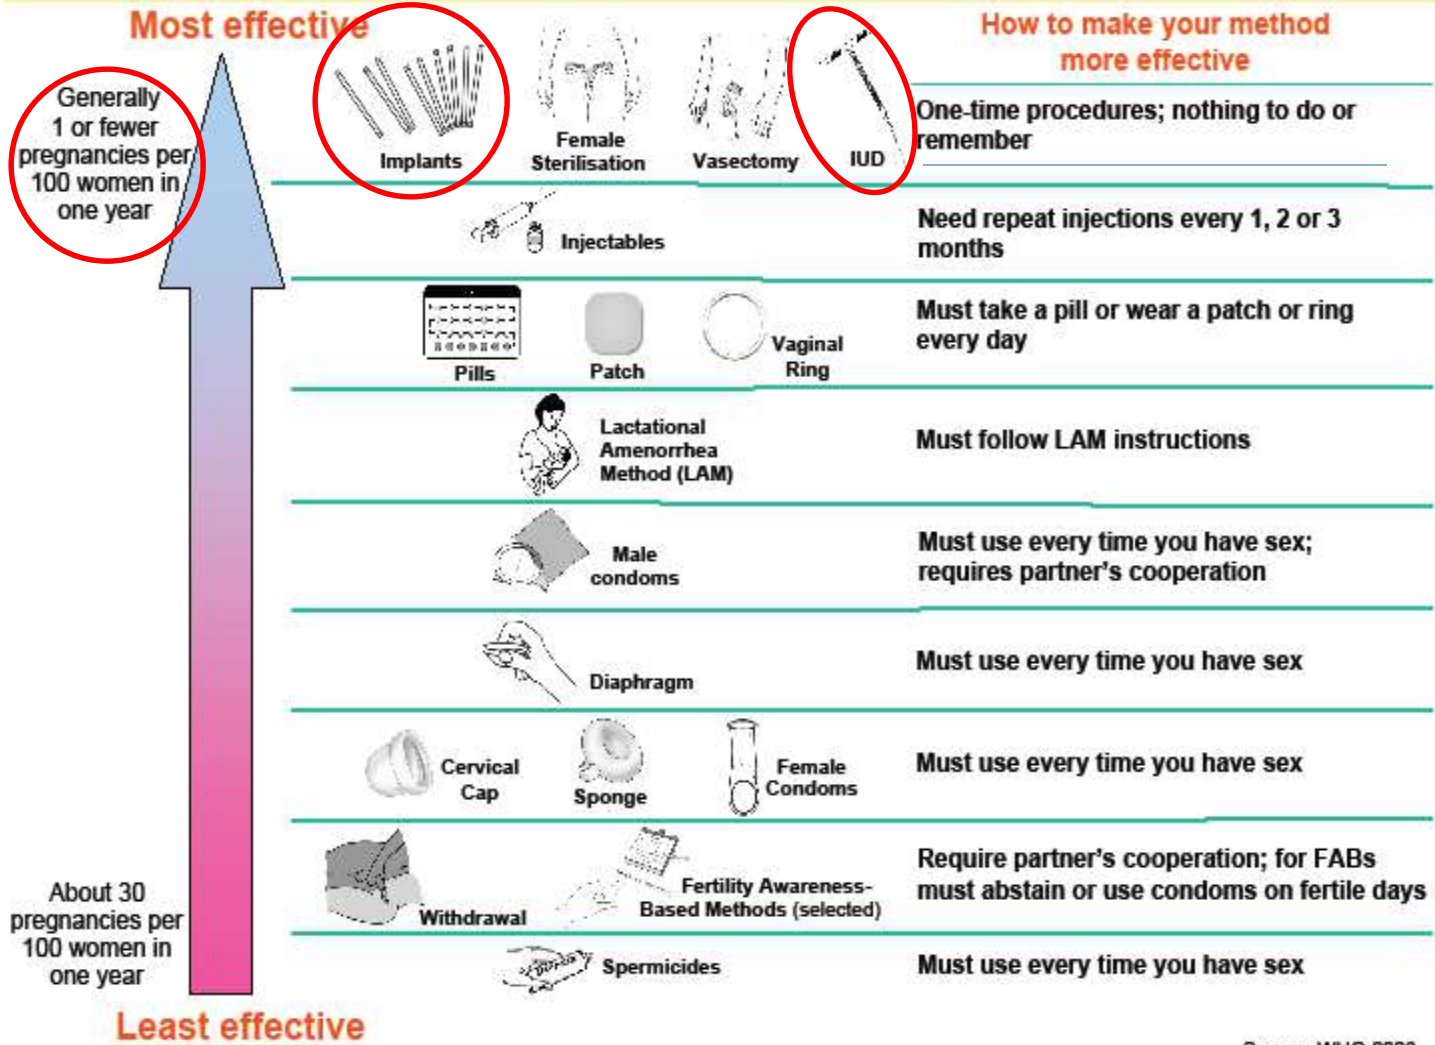 Most effective
How to make your method
more effective
Generally
1 or fewer
pregnancies per
100 women in
one year
Implants
Female
Sterilisation
Vasectomy
IUD
One-time procedures; nothing to do or
remember
Injectables
Need repeat injections every 1, 2 or 3
months
Pills
Patch
Vaginal
Ring
Must take a pill or wear a patch or ring
every day
Lactational
Amenorrhea
Method (LAM)
Must follow LAM instructions
Male
condoms
Must use every time you have sex;
requires partner's cooperation
Diaphragm
Must use every time you have sex
Cervical
Cap
Sponge
Female
Condoms
Must use every time you have sex
About 30
pregnancies per
100 women in
one year
Withdrawal
Fertility Awareness-
Based Methods (selected)
Require partner's cooperation; for FABs
must abstain or use condoms on fertile days
Spermicides
Must use every time you have sex
Least effective